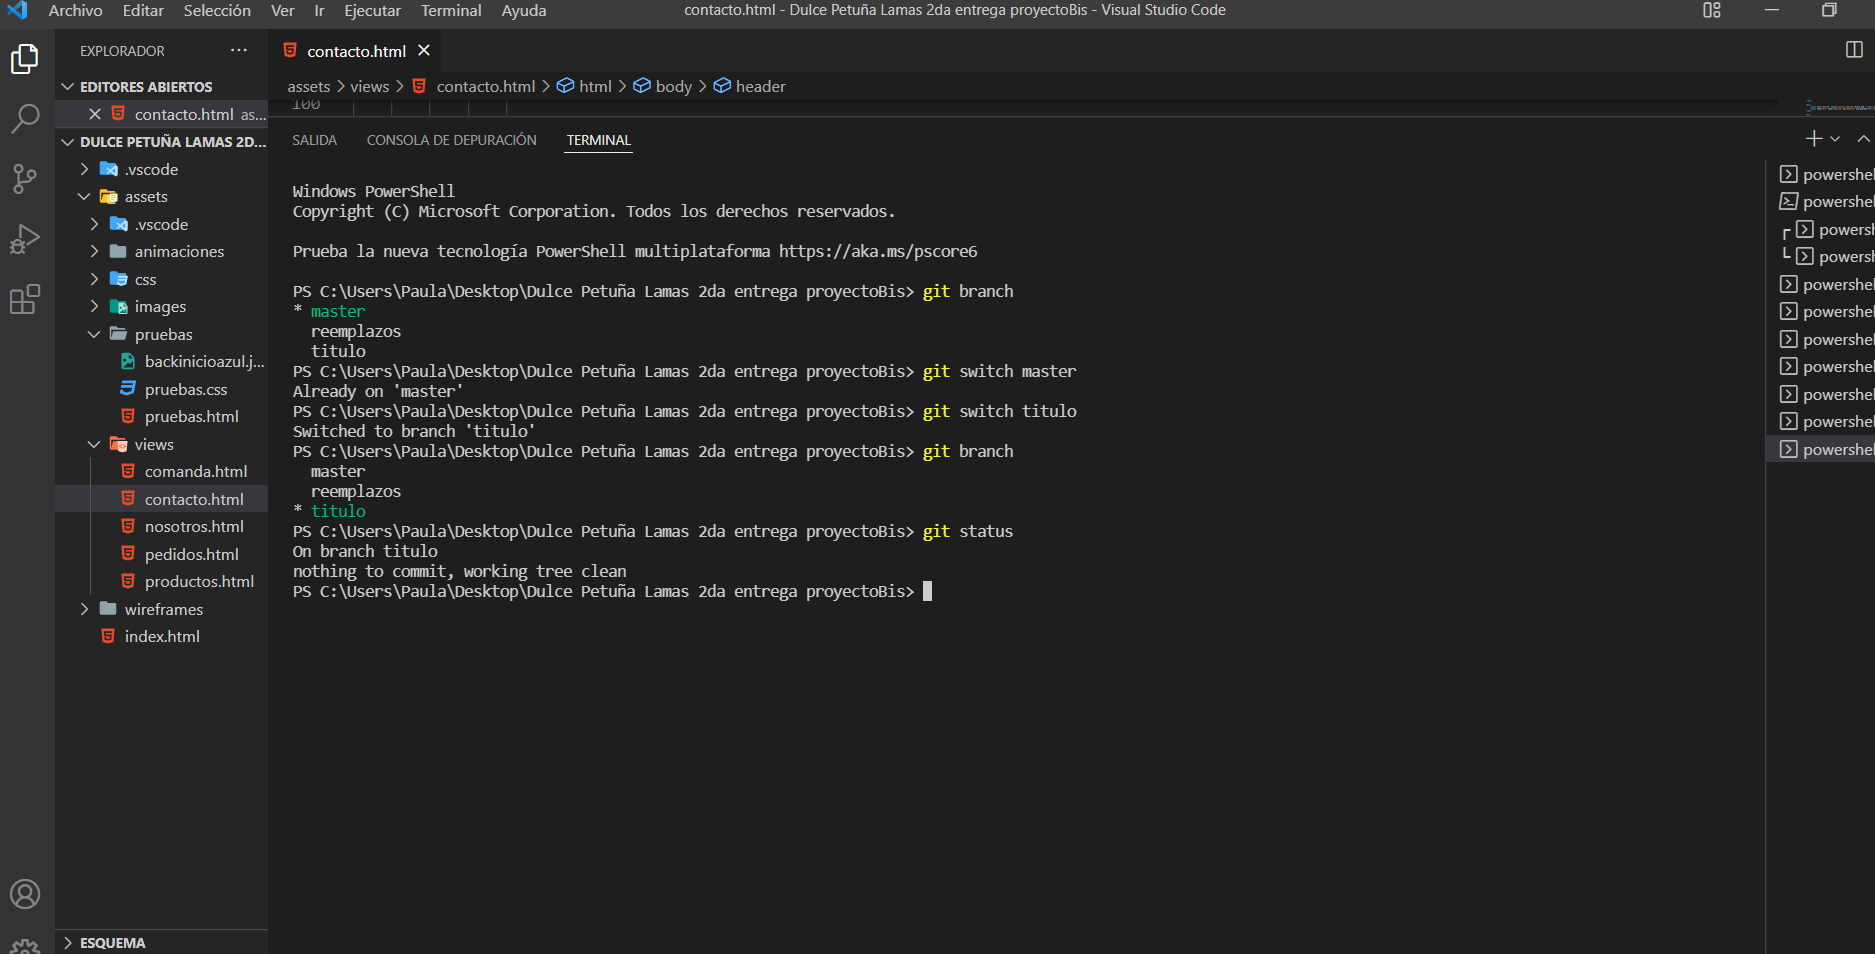 Archivo Editar Selección Ver Ir Ejecutar Terminal Ayuda
contacto.html - Dulce Petuña Lamas 2da entrega proyectoBis - Visual Studio Code
EXPLORADOR
EDITORES ABIERTOS
contacto.html as...
DULCE PETUÑA LAMAS 2D...
.vscode
assets
.vscode
animaciones
css
images
pruebas
backinicioazul.j...
pruebas.css
pruebas.html
views
comanda.html
contacto.html
nosotros.html
pedidos.html
productos.html
wireframes
index.html
ESQUEMA
contacto.html
assets > views > contacto.html > html > body > header
100
SALIDA CONSOLA DE DEPURACIÓN TERMINAL
Windows PowerShell
Copyright (C) Microsoft Corporation. Todos los derechos reservados.
Prueba la nueva tecnología PowerShell multiplataforma https://aka.ms/pscore6
PS C:\Users\Paula\Desktop\Dulce Petuña Lamas 2da entrega proyectoBis> git branch
* master
reemplazos
titulo
PS C:\Users\Paula\Desktop\Dulce Petuña Lamas 2da entrega proyectoBis> git switch master
Already on 'master'
PS C:\Users\Paula\Desktop\Dulce Petuña Lamas 2da entrega proyectoBis> git switch titulo
Switched to branch 'titulo'
PS C:\Users\Paula\Desktop\Dulce Petuña Lamas 2da entrega proyectoBis> git branch
master
reemplazos
* titulo
PS C:\Users\Paula\Desktop\Dulce Petuña Lamas 2da entrega proyectoBis> git status
On branch titulo
nothing to commit, working tree clean
PS C:\Users\Paula\Desktop\Dulce Petuña Lamas 2da entrega proyectoBis>
powershel
powershel
powersh
powersh
powershel
powershel
powershel
powershel
powershel
powershel
powershel